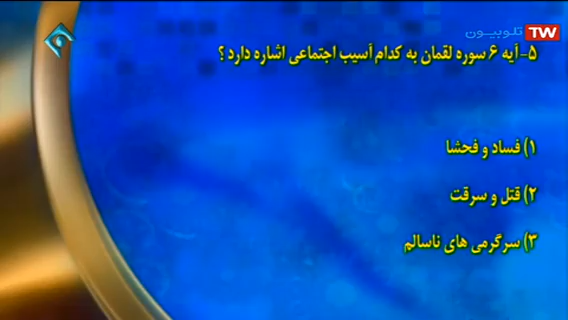 TW تلوبیـون
۵- آیه ۶ سوره لقمان به کدام آسیب اجتماعی اشاره دارد ؟
۱) فساد و فحشا
۲) قتل و سرقت
۳) سرگرمی های ناسالم